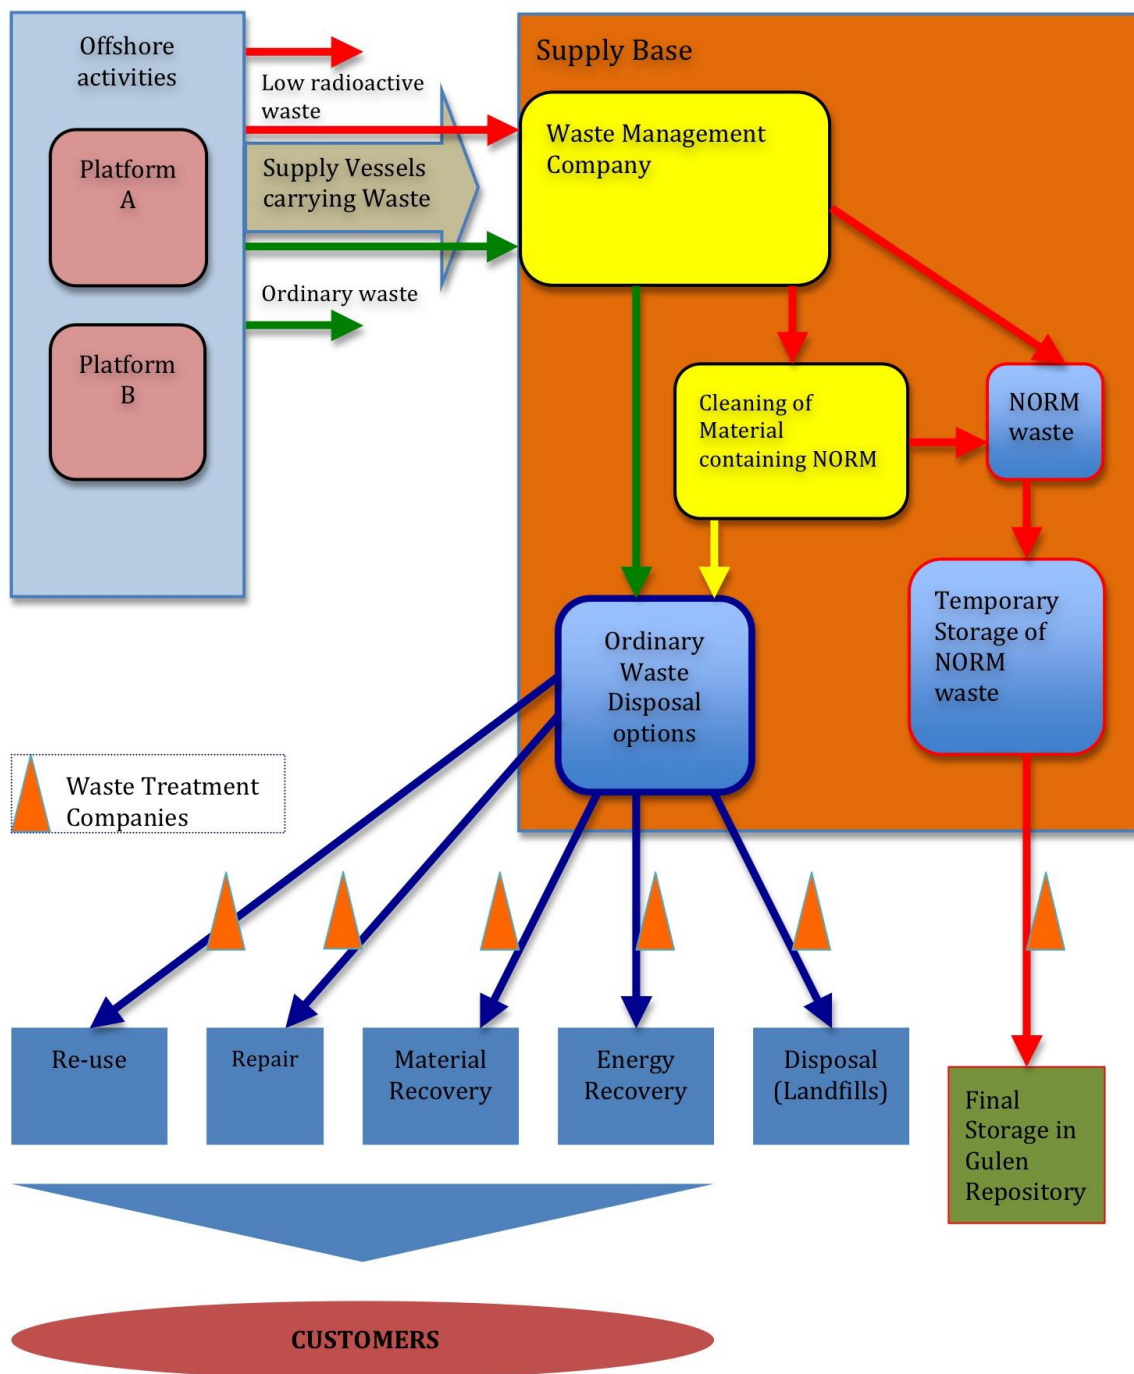 Offshore
activities
Low radioactive
waste
Platform
A
Supply Vessels
carrying Waste
Ordinary waste
Platform
B
Supply Base
Waste Management
Company
Cleaning of
Material
containing NORM
NORM
waste
Temporary
Storage of
NORM
waste
Ordinary
Waste
Disposal
options
Waste Treatment
Companies
Re-use
Repair
Material
Recovery
Energy
Recovery
Disposal
(Landfills)
Final
Storage in
Gulen
Repository
CUSTOMERS